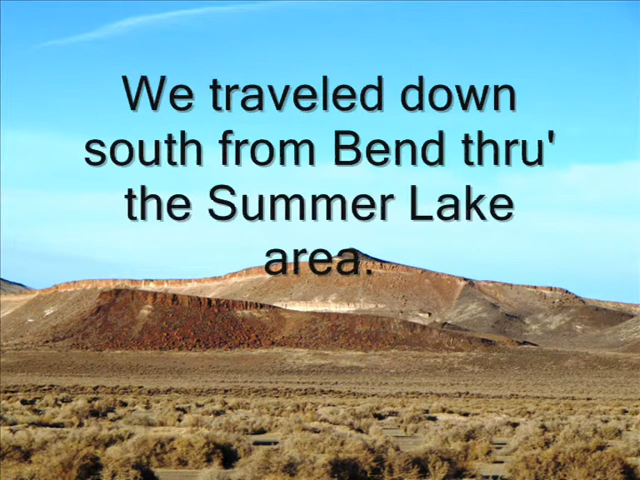 We traveled down
south from Bend thru'
the Summer Lake
area.